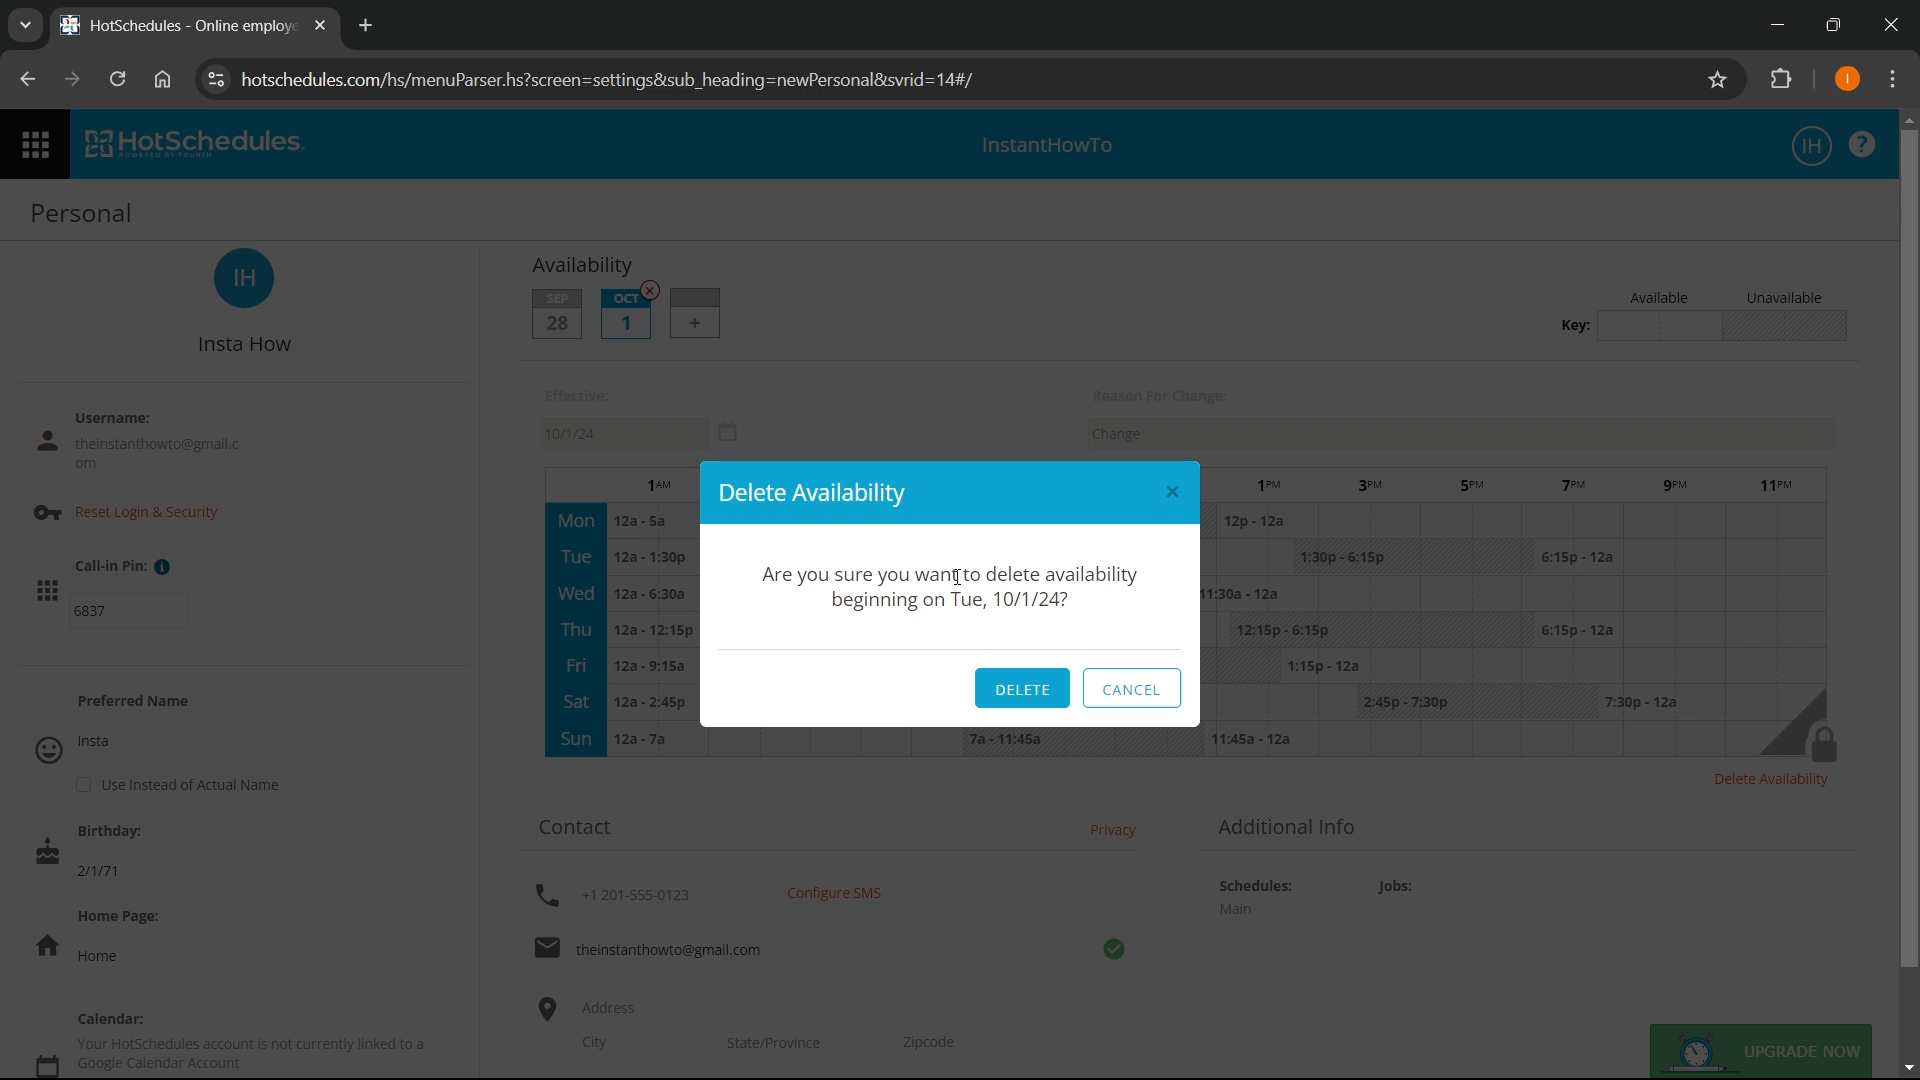 HotSchedules - Online employe
hotschedules.com/hs/menuParser.hs?screen=settings&sub_heading=newPersonal&svrid=14#/
I
HotSchedules.
POWERED BY FOURTH
InstantHowTo
IH
?
Personal
IH
Insta How
Username:
theinstanthowto@gmail.c
om
Reset Login & Security
Call-in Pin: i
6837
Preferred Name
Insta
Use Instead of Actual Name
Birthday:
2/1/71
Home Page:
Home
Calendar:
Your HotSchedules account is not currently linked to a
Google Calendar Account
Availability
SEP OCT
28 1 +
Available Unavailable
Key:
Effective: Reason For Change:
10/1/24 Change
1AM 1PM 3PM 5PM 7PM 9PM 11PM
Mon 12a - 5a 12p - 12a
Tue 12a - 1:30p 1:30p - 6:15p 6:15p - 12a
Wed 12a - 6:30a 11:30a - 12a
Thu 12a - 12:15p 12:15p - 6:15p 6:15p - 12a
Fri 12a - 9:15a 1:15p - 12a
Sat 12a - 2:45p 2:45p - 7:30p 7:30p - 12a
Sun 12a - 7a 7a - 11:45a 11:45a - 12a
Delete Availability
Delete Availability
Are you sure you want to delete availability
beginning on Tue, 10/1/24?
DELETE CANCEL
Contact Privacy
+1 201-555-0123 Configure SMS
theinstanthowto@gmail.com
Address
City State/Province Zipcode
Additional Info
Schedules: Jobs:
Main
UPGRADE NOW